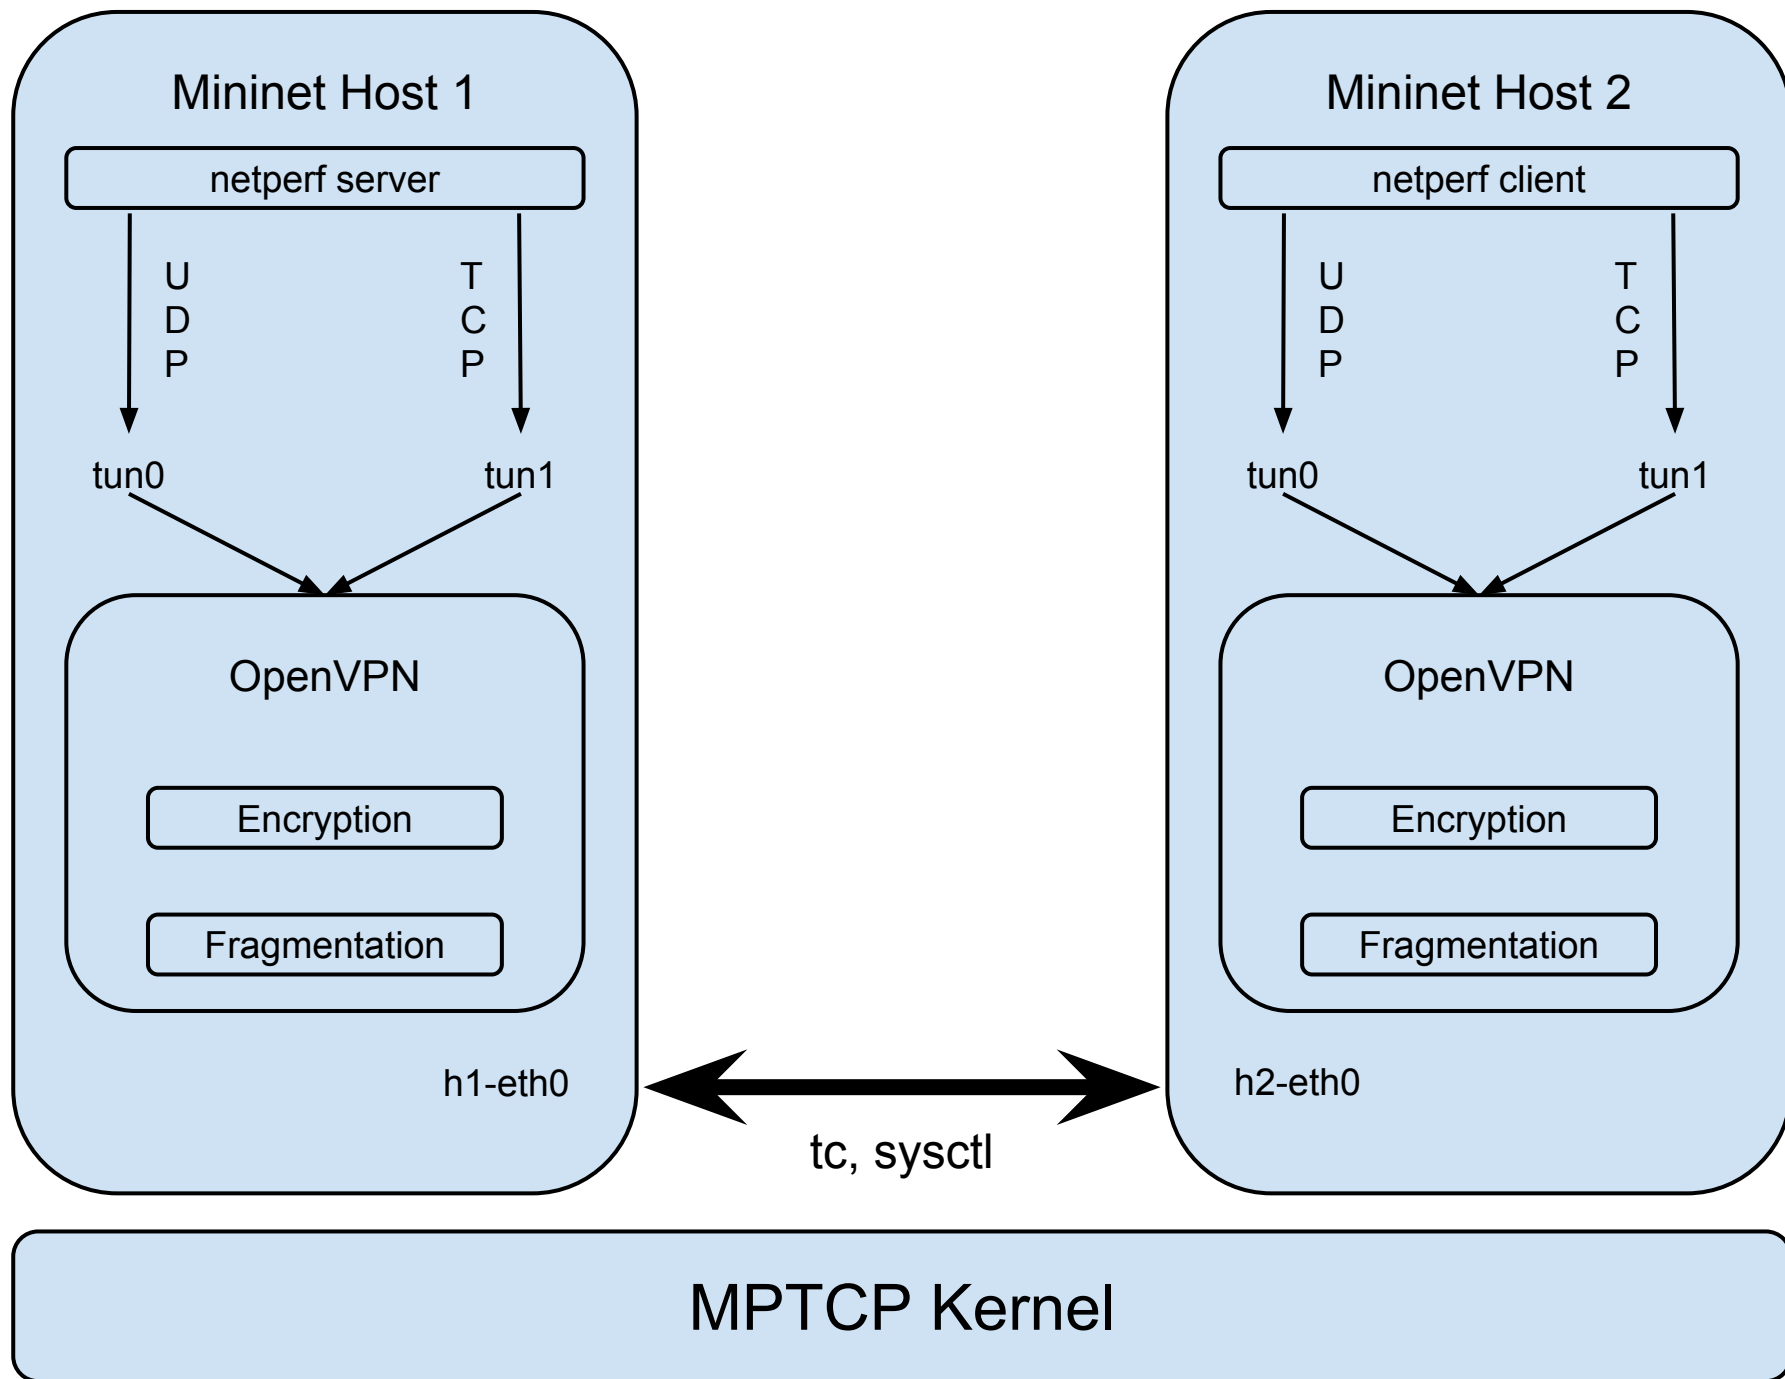 Mininet Host 1
netperf server
U
D
P
T
C
P
tun0
tun1
OpenVPN
Encryption
Fragmentation
h1-eth0
Mininet Host 2
netperf client
U
D
P
T
C
P
tun0
tun1
OpenVPN
Encryption
Fragmentation
h2-eth0
tc, sysctl
MPTCP Kernel